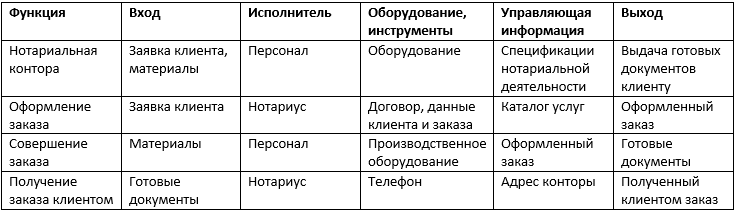 Функция Вход Исполнитель Оборудование, инструменты Управляющая информация Выход
Нотариальная контора Заявка клиента, материалы Персонал Оборудование Спецификации нотариальной деятельности Выдача готовых документов клиенту
Оформление заказа Заявка клиента Нотариус Договор, данные клиента и заказа Каталог услуг Оформленный заказ
Совершение заказа Материалы Персонал Производственное оборудование Оформленный заказ Готовые документы
Получение заказа клиентом Готовые документы Нотариус Телефон Адрес конторы Полученный клиентом заказ